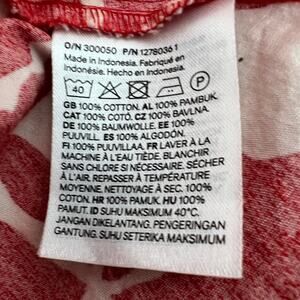 O/N 300050 P/N 1278036 1
Made in Indonesia. Fabriqué en
Indonésie. Hecho en Indonesia.
40
P
GB 100% COTTON. AL 100% PAMBUK.
CAT 100% COTÓ. CZ 100% BAVLNA.
DE 100% BAUMWOLLE. EE 100%
PUUVILL. ES 100% ALGODÓN.
FI 100% PUUVILLAA. FR LAVER À LA
MACHINE À L'EAU TIÈDE. BLANCHIR
SANS CHLORE SI NÉCESSAIRE. SÉCHER
À L'AIR. REPASSER À TEMPÉRATURE
MOYENNE. NETTOYAGE À SEC. 100%
COTON. HR 100% PAMUK. HU 100%
PAMUT. ID SUHU MAKSIMUM 40°C.
JANGAN DIKELANTANG. PENGERINGAN
GANTUNG. SUHU SETERIKA MAKSIMUM